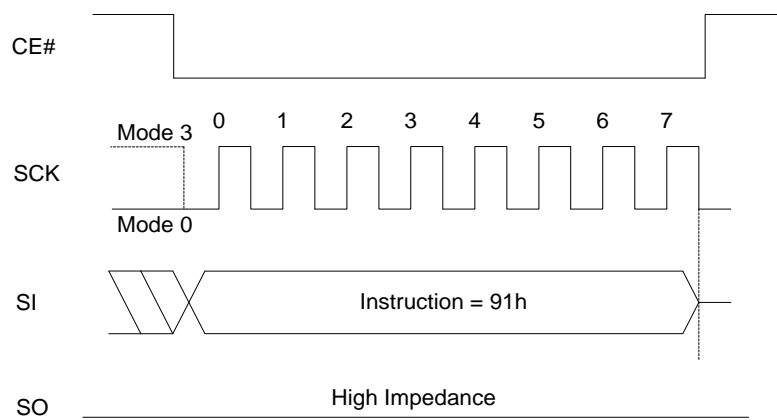 CE#
0 1 2 3 4 5 6 7
Mode 3
SCK
Mode 0
SI
Instruction = 91h
High Impedance
SO